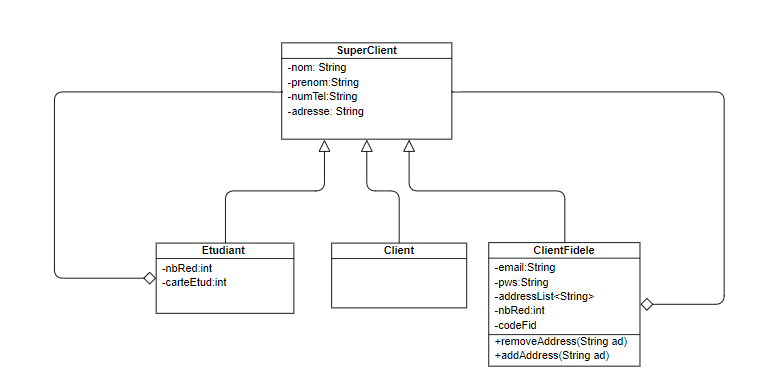 SuperClient
-nom: String
-prenom:String
-numTel:String
-adresse: String
Etudiant
-nbRed:int
-carteEtud:int
Client
ClientFidele
-email:String
-pws:String
-addressList<String>
-nbRed:int
-codeFid
+removeAddress(String ad)
+addAddress(String ad)